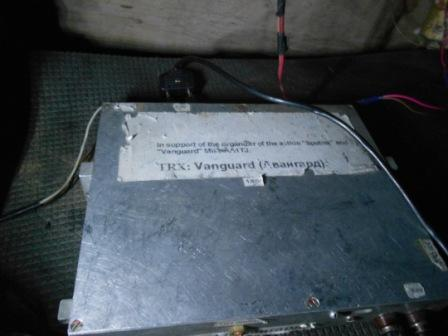 In support of the organizer of the action "Sputnik" and
"Vanguard"
TRX: Vanguard (Авангард).